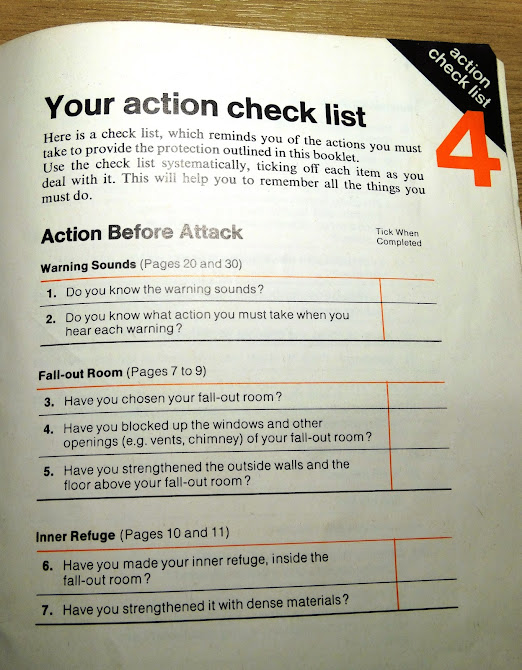 action
check list
4
Your action check list
Here is a check list, which reminds you of the actions you must
take to provide the protection outlined in this booklet.
Use the check list systematically, ticking off each item as you
deal with it. This will help you to remember all the things you
must do.
Action Before Attack
Tick When
Completed
Warning Sounds (Pages 20 and 30)
1. Do you know the warning sounds?
2. Do you know what action you must take when you
hear each warning?
Fall-out Room (Pages 7 to 9)
3. Have you chosen your fall-out room?
4. Have you blocked up the windows and other
openings (e.g. vents, chimney) of your fall-out room?
5. Have you strengthened the outside walls and the
floor above your fall-out room?
Inner Refuge (Pages 10 and 11)
6. Have you made your inner refuge, inside the
fall-out room?
7. Have you strengthened it with dense materials?